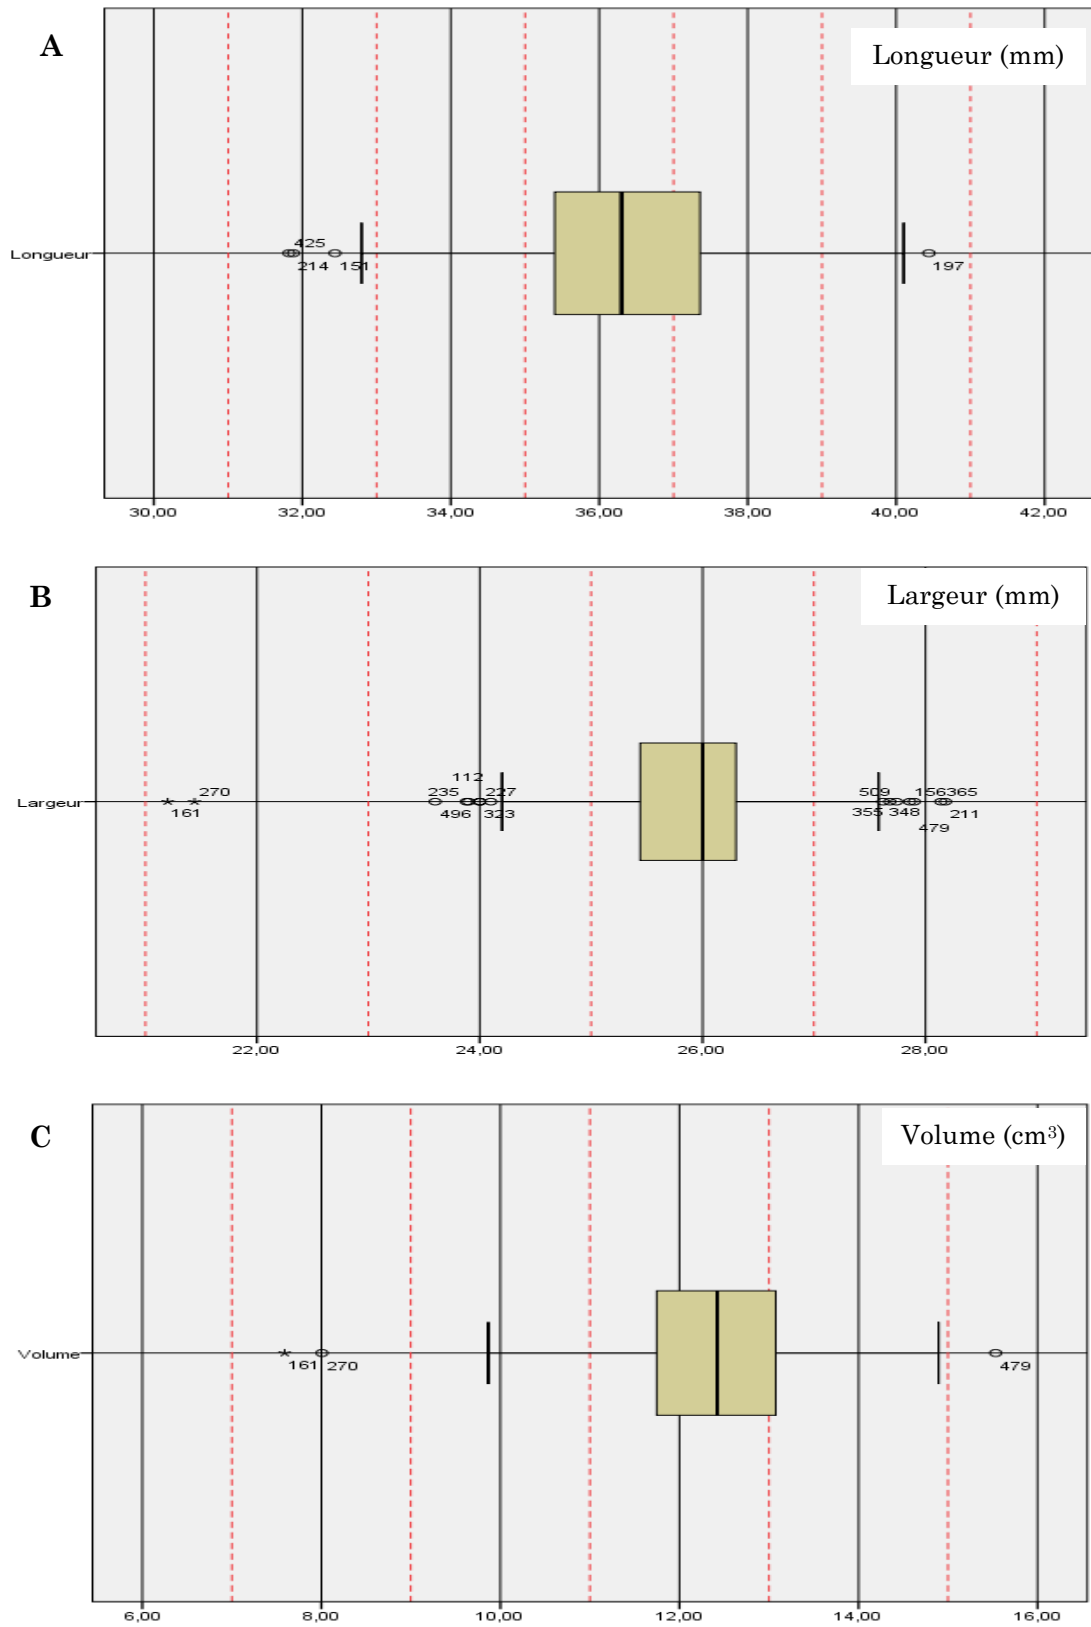 A
Longueur (mm)
425
Longueur
214 151
197
30,00 32,00 34,00 36,00 38,00 40,00 42,00
B
Largeur (mm)
112
270 235 227 509 156 365
Largeur
161 496 323 355 348 211
479
22,00 24,00 26,00 28,00
C
Volume (cm³)
Volume
161 270 479
6,00 8,00 10,00 12,00 14,00 16,00